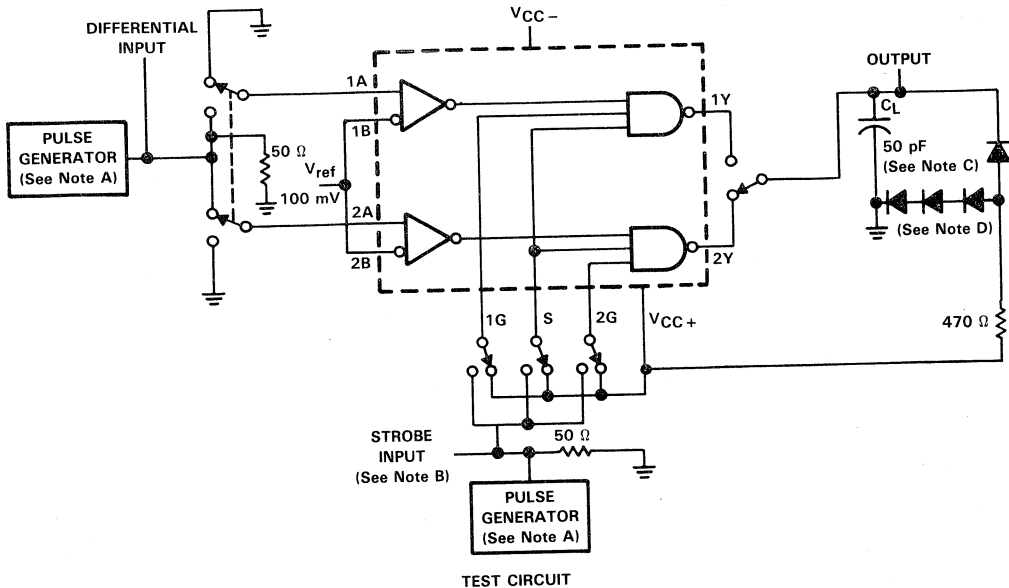 VCC−
DIFFERENTIAL
INPUT
OUTPUT
1A
1Y
CL
1B
PULSE
GENERATOR
(See Note A)
50 Ω
50 pF
(See Note C)
Vref
100 mV
2A
(See Note D)
2B
2Y
1G
S
2G
VCC+
470 Ω
STROBE
INPUT
(See Note B)
50 Ω
PULSE
GENERATOR
(See Note A)
TEST CIRCUIT